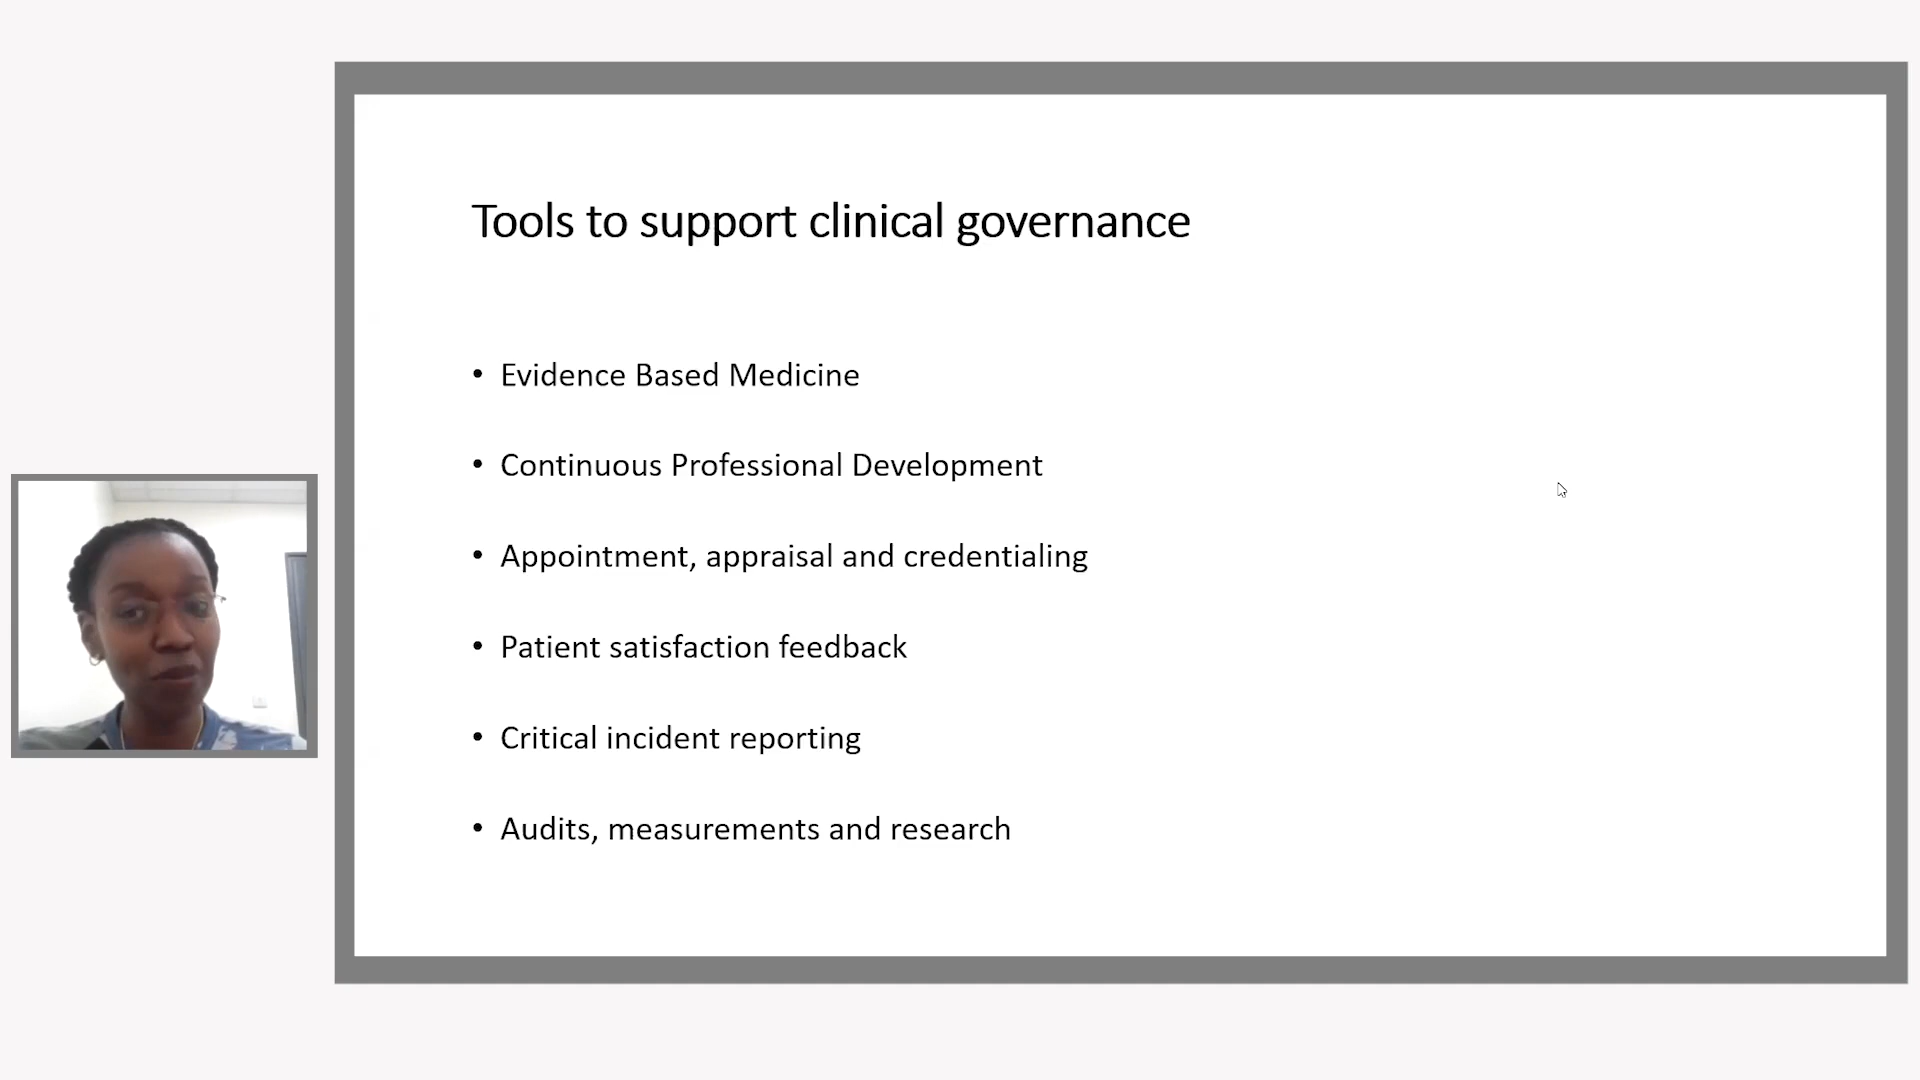 Tools to support clinical governance
• Evidence Based Medicine
• Continuous Professional Development
• Appointment, appraisal and credentialing
• Patient satisfaction feedback
• Critical incident reporting
• Audits, measurements and research